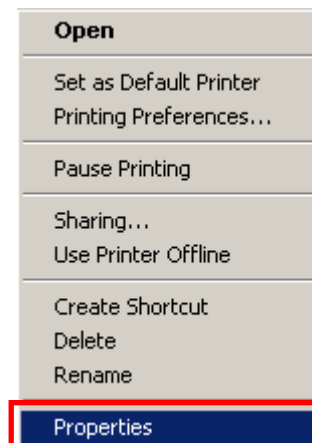 Open
Set as Default Printer
Printing Preferences...
Pause Printing
Sharing...
Use Printer Offline
Create Shortcut
Delete
Rename
Properties